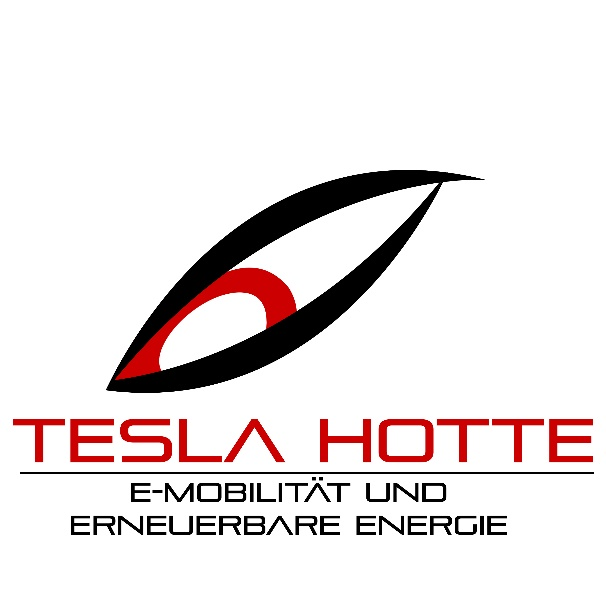 TESLA HOTTE
E-MOBILITÄT UND
ERNEUERBARE ENERGIE